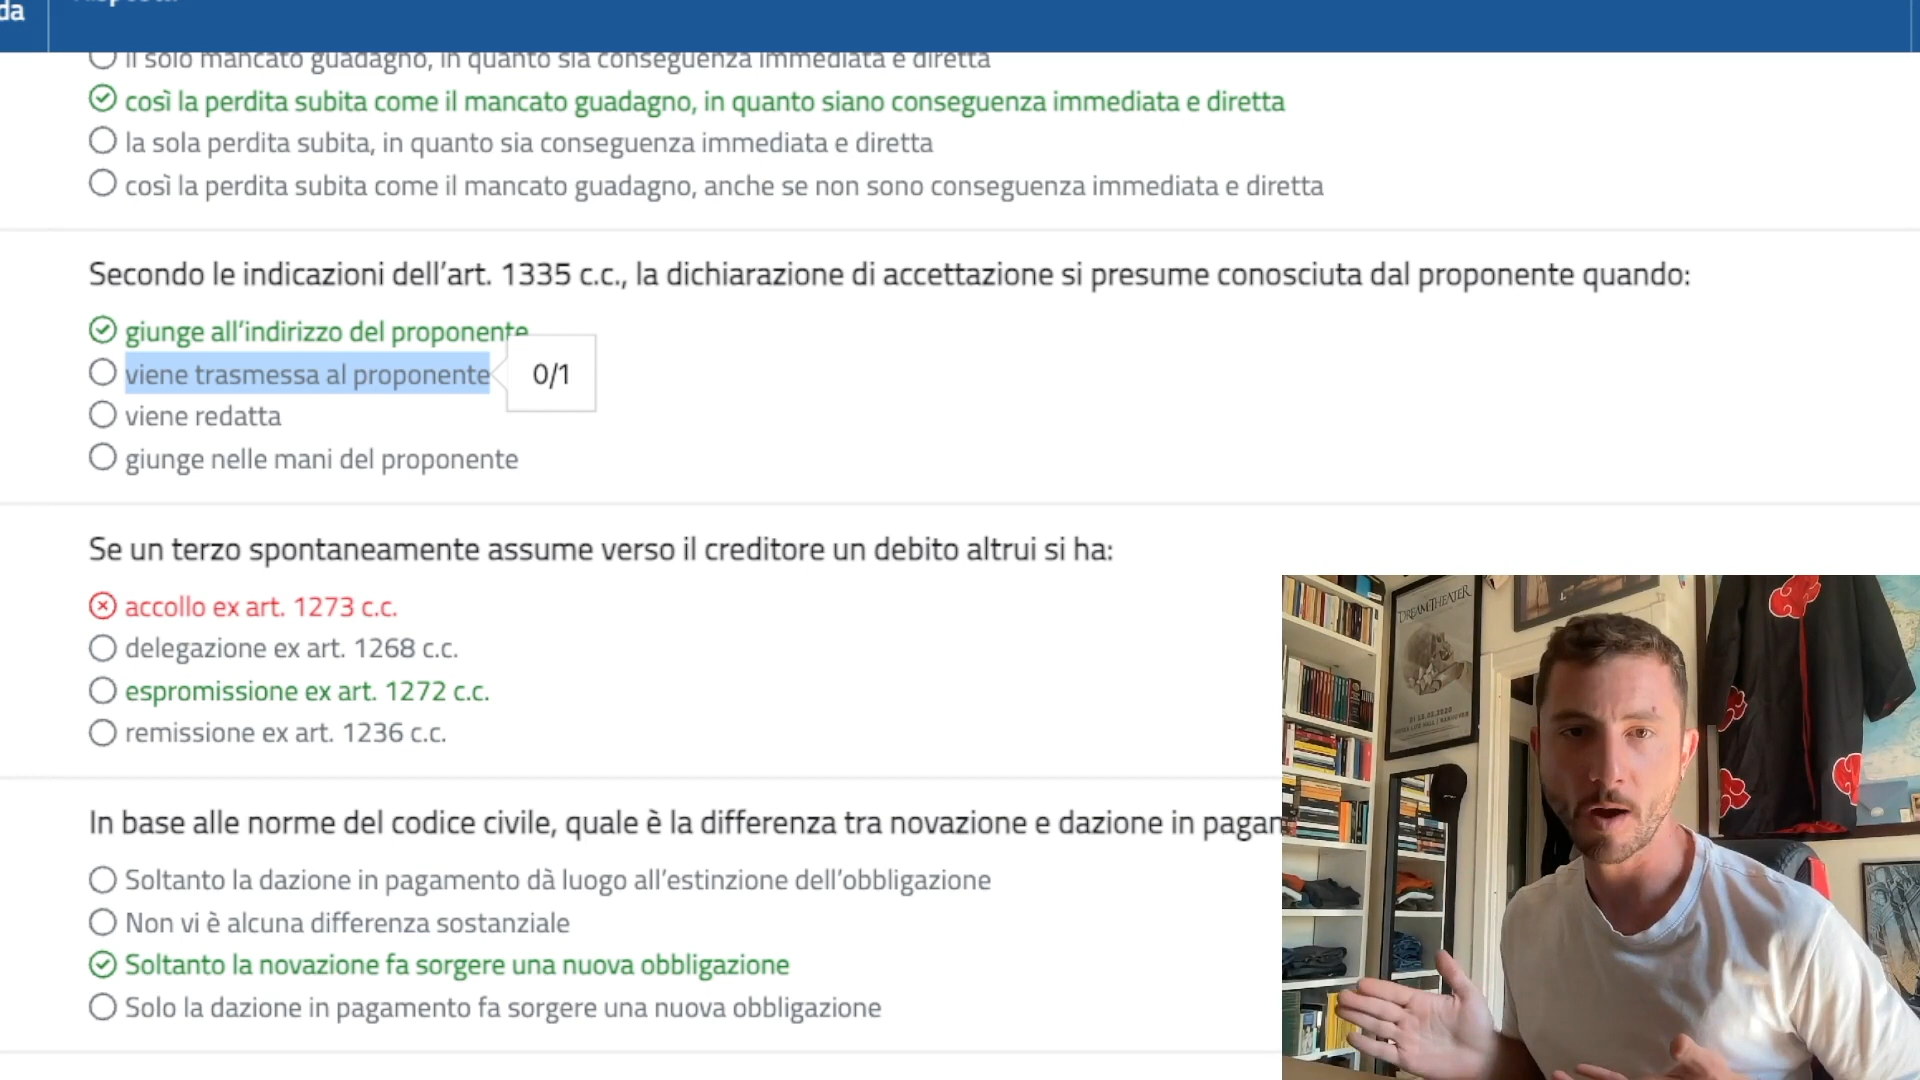 da
Risposta
il solo mancato guadagno, in quanto sia conseguenza immediata e diretta
così la perdita subita come il mancato guadagno, in quanto siano conseguenza immediata e diretta
la sola perdita subita, in quanto sia conseguenza immediata e diretta
così la perdita subita come il mancato guadagno, anche se non sono conseguenza immediata e diretta
Secondo le indicazioni dell’art. 1335 c.c., la dichiarazione di accettazione si presume conosciuta dal proponente quando:
giunge all’indirizzo del proponente
viene trasmessa al proponente
0/1
viene redatta
giunge nelle mani del proponente
Se un terzo spontaneamente assume verso il creditore un debito altrui si ha:
accollo ex art. 1273 c.c.
delegazione ex art. 1268 c.c.
espromissione ex art. 1272 c.c.
remissione ex art. 1236 c.c.
In base alle norme del codice civile, quale è la differenza tra novazione e dazione in pagan
Soltanto la dazione in pagamento dà luogo all’estinzione dell’obbligazione
Non vi è alcuna differenza sostanziale
Soltanto la novazione fa sorgere una nuova obbligazione
Solo la dazione in pagamento fa sorgere una nuova obbligazione
DREAM THEATER